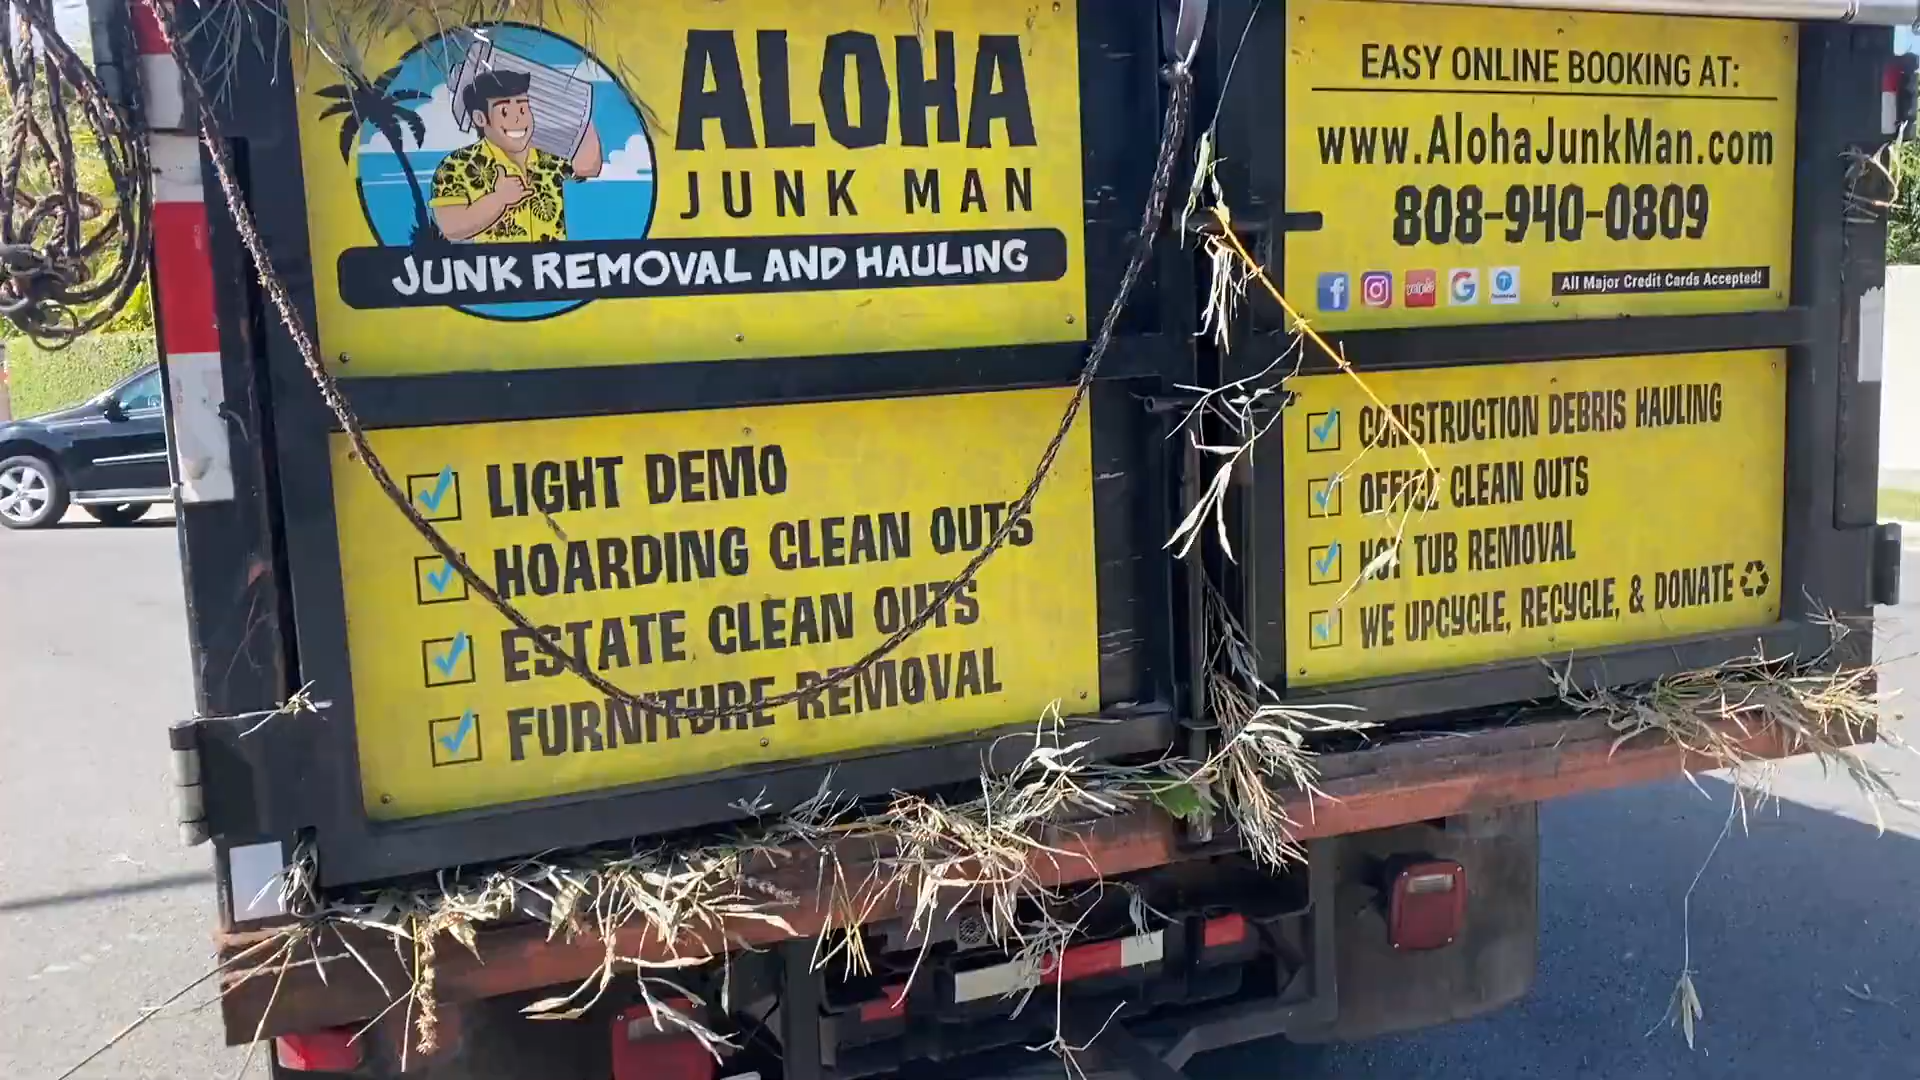 ALOHA
JUNK MAN
JUNK REMOVAL AND HAULING
LIGHT DEMO
HOARDING CLEAN OUTS
ESTATE CLEAN OUTS
FURNITURE REMOVAL
EASY ONLINE BOOKING AT:
www.AlohaJunkMan.com
808-940-0809
All Major Credit Cards Accepted!
CONSTRUCTION DEBRIS HAULING
OFFICE CLEAN OUTS
HOT TUB REMOVAL
WE UPCYCLE, RECYCLE, & DONATE